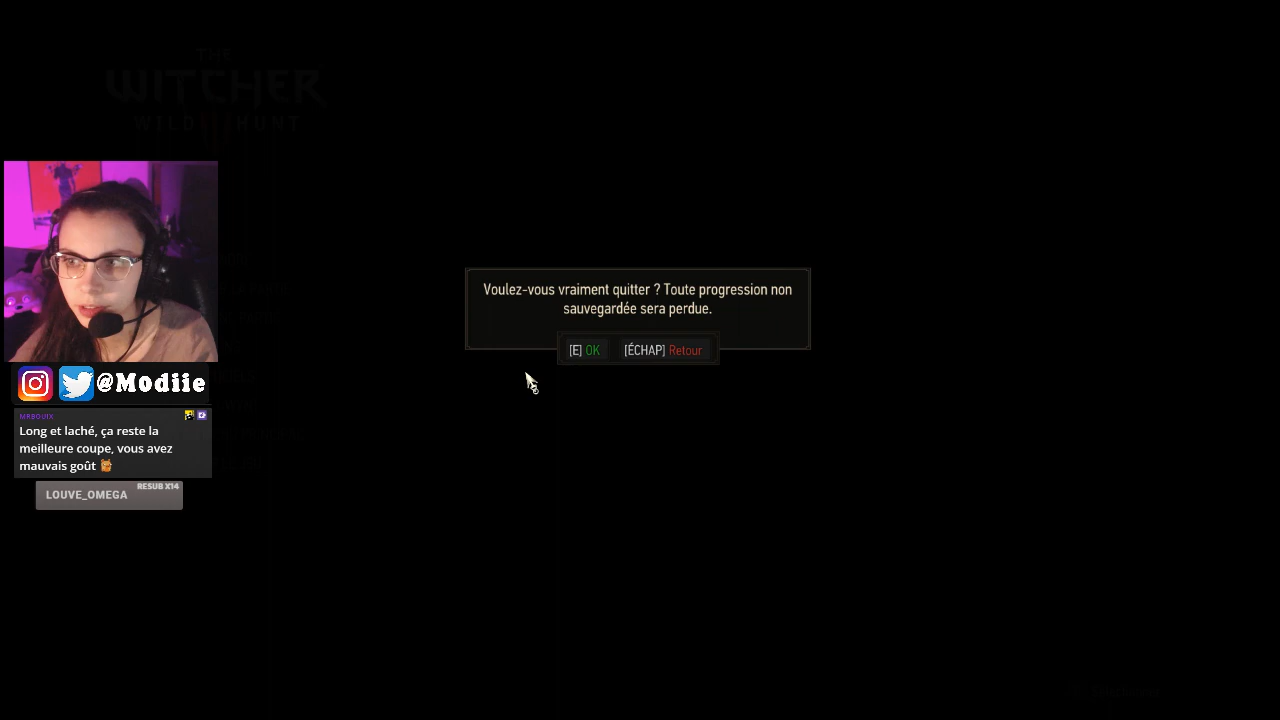 THE
WITCHER
WILD HUNT
Voulez-vous vraiment quitter ? Toute progression non
sauvegardée sera perdue.
[E] OK [ÉCHAP] Retour
@Modiie
MRBOUIX
Long et laché, ça reste la
meilleure coupe, vous avez
mauvais goût
RESUB X14
LOUVE_OMEGA